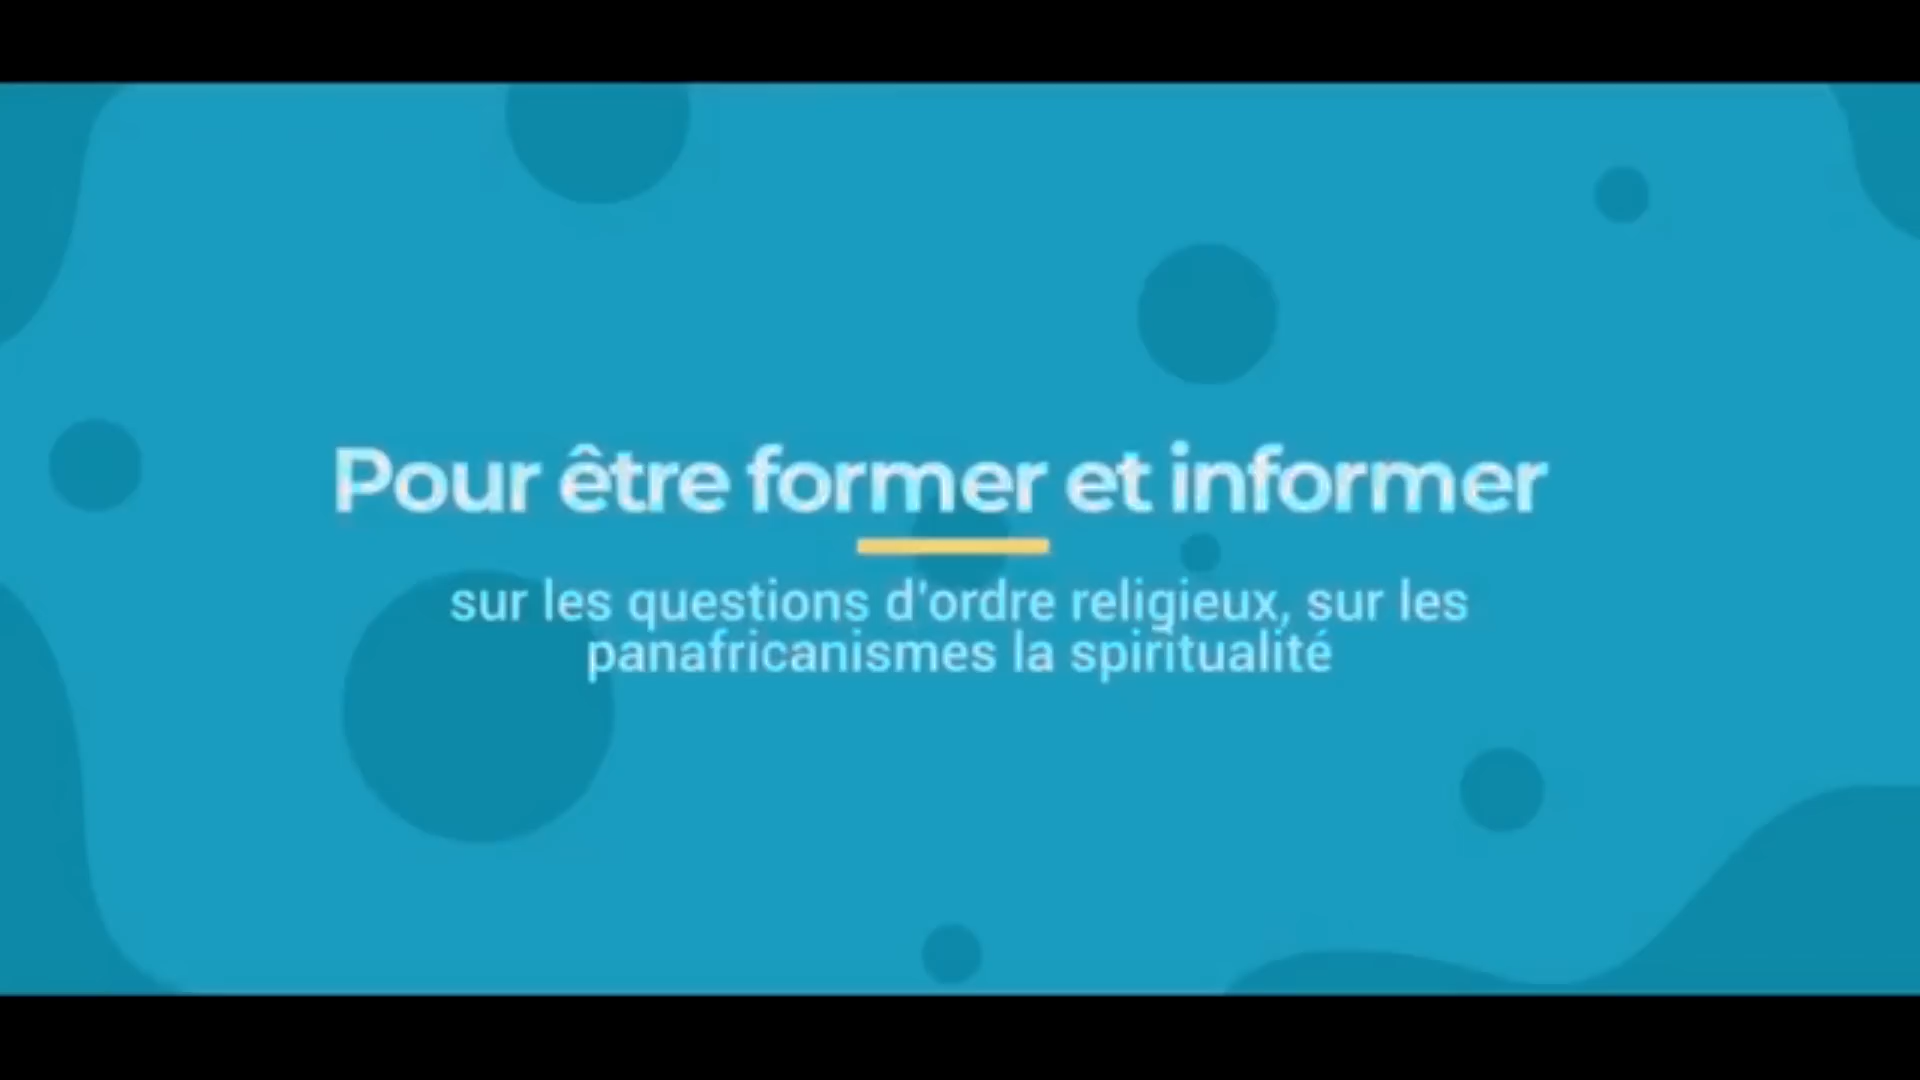 Pour être former et informer
sur les questions d'ordre religieux, sur les
panafricanismes la spiritualité